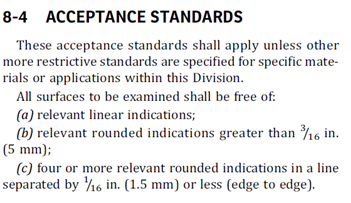 8-4 ACCEPTANCE STANDARDS
These acceptance standards shall apply unless other
more restrictive standards are specified for specific mate-
rials or applications within this Division.
All surfaces to be examined shall be free of:
(a) relevant linear indications;
(b) relevant rounded indications greater than 3/16 in.
(5 mm);
(c) four or more relevant rounded indications in a line
separated by 1/16 in. (1.5 mm) or less (edge to edge).